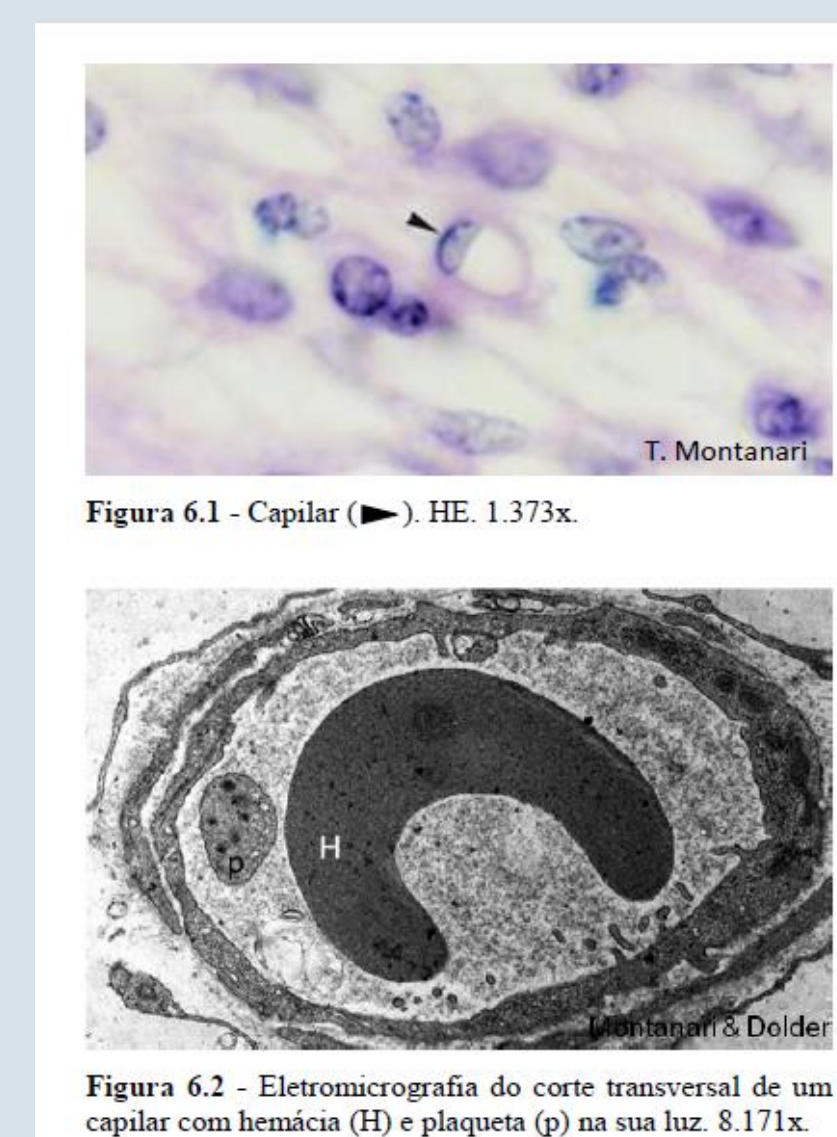 T. Montanari
Figura 6.1 - Capilar (►). HE. 1.373x.
H
p
Montanari & Dolder
Figura 6.2 - Eletromicrografia do corte transversal de um
capilar com hemácia (H) e plaqueta (p) na sua luz. 8.171x.